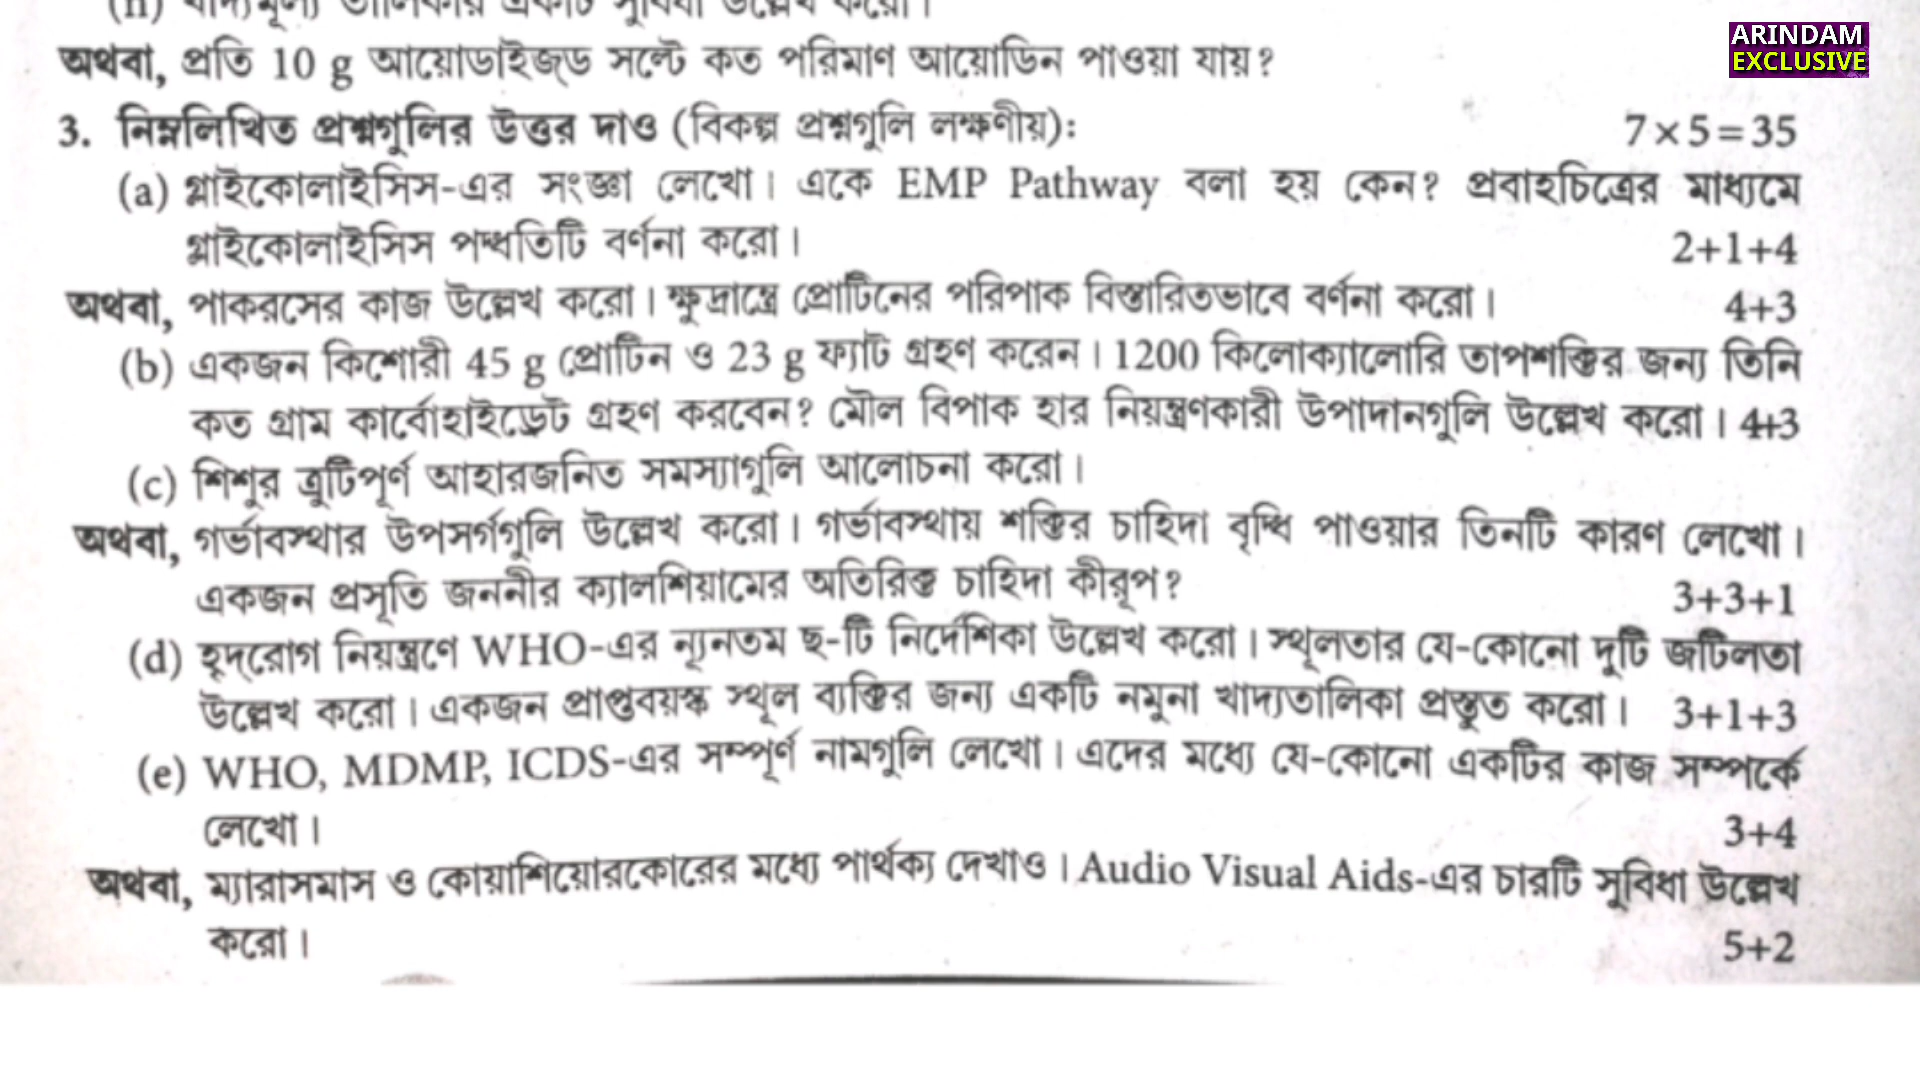 (h) খাদ্যমূল্য তালিকার একটি সুবিধা উল্লেখ করো।
ARINDAM
EXCLUSIVE
অথবা, প্রতি 10 g আয়োডাইজ্‌ড সল্টে কত পরিমাণ আয়োডিন পাওয়া যায়?
3. নিম্নলিখিত প্রশ্নগুলির উত্তর দাও (বিকল্প প্রশ্নগুলি লক্ষণীয়): 7×5=35
(a) গ্লাইকোলাইসিস-এর সংজ্ঞা লেখো। একে EMP Pathway বলা হয় কেন? প্রবাহচিত্রের মাধ্যমে
গ্লাইকোলাইসিস পদ্ধতিটি বর্ণনা করো। 2+1+4
অথবা, পাকরসের কাজ উল্লেখ করো। ক্ষুদ্রান্ত্রে প্রোটিনের পরিপাক বিস্তারিতভাবে বর্ণনা করো। 4+3
(b) একজন কিশোরী 45 g প্রোটিন ও 23 g ফ্যাট গ্রহণ করেন। 1200 কিলোক্যালোরি তাপশক্তির জন্য তিনি
কত গ্রাম কার্বোহাইড্রেট গ্রহণ করবেন? মৌল বিপাক হার নিয়ন্ত্রণকারী উপাদানগুলি উল্লেখ করো। 4+3
(c) শিশুর ত্রুটিপূর্ণ আহারজনিত সমস্যাগুলি আলোচনা করো।
অথবা, গর্ভাবস্থার উপসর্গগুলি উল্লেখ করো। গর্ভাবস্থায় শক্তির চাহিদা বৃদ্ধি পাওয়ার তিনটি কারণ লেখো।
একজন প্রসূতি জননীর ক্যালশিয়ামের অতিরিক্ত চাহিদা কীরূপ? 3+3+1
(d) হৃদ্‌রোগ নিয়ন্ত্রণে WHO-এর ন্যূনতম ছ-টি নির্দেশিকা উল্লেখ করো। স্থূলতার যে-কোনো দুটি জটিলতা
উল্লেখ করো। একজন প্রাপ্তবয়স্ক স্থূল ব্যক্তির জন্য একটি নমুনা খাদ্যতালিকা প্রস্তুত করো। 3+1+3
(e) WHO, MDMP, ICDS-এর সম্পূর্ণ নামগুলি লেখো। এদের মধ্যে যে-কোনো একটির কাজ সম্পর্কে
লেখো। 3+4
অথবা, ম্যারাসমাস ও কোয়াশিয়োরকোরের মধ্যে পার্থক্য দেখাও। Audio Visual Aids-এর চারটি সুবিধা উল্লেখ
করো। 5+2